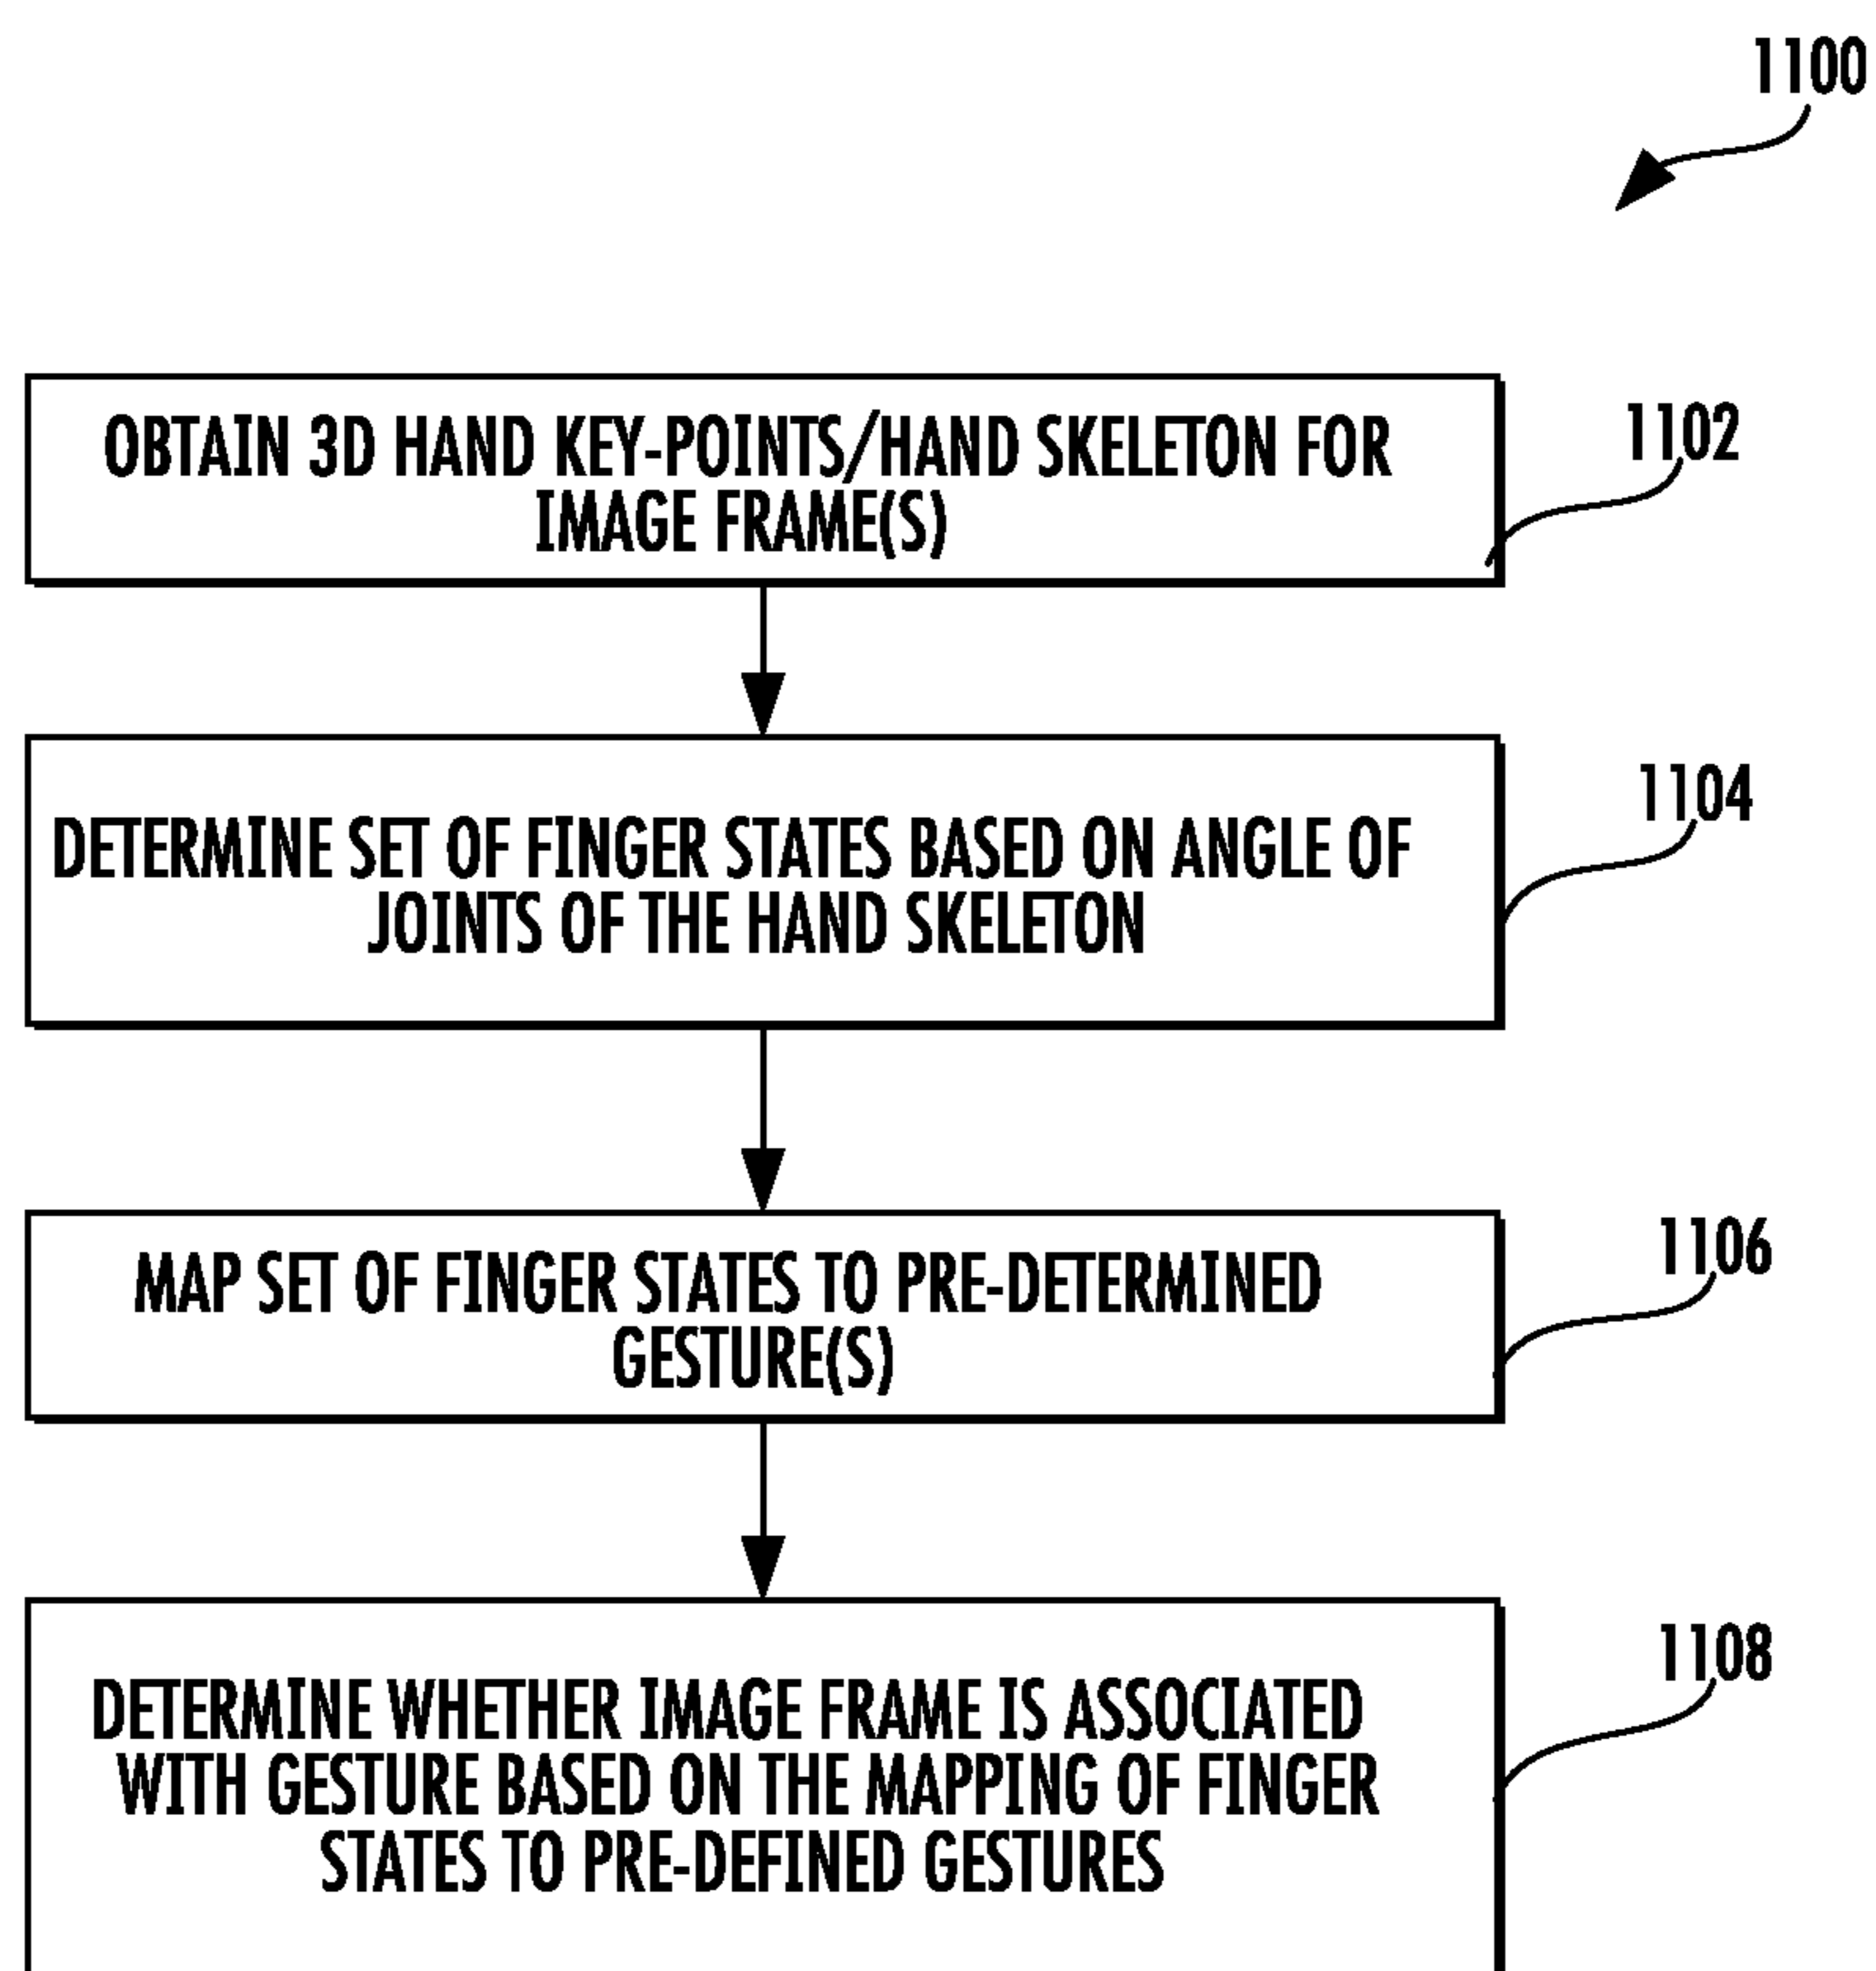 1100
OBTAIN 3D HAND KEY-POINTS/HAND SKELETON FOR
IMAGE FRAME(S)
1102
DETERMINE SET OF FINGER STATES BASED ON ANGLE OF
JOINTS OF THE HAND SKELETON
1104
MAP SET OF FINGER STATES TO PRE-DETERMINED
GESTURE(S)
1106
DETERMINE WHETHER IMAGE FRAME IS ASSOCIATED
WITH GESTURE BASED ON THE MAPPING OF FINGER
STATES TO PRE-DEFINED GESTURES
1108